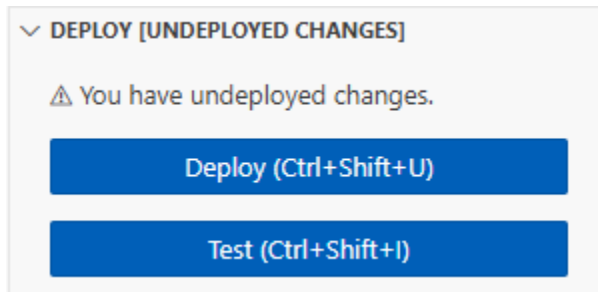 DEPLOY [UNDEPLOYED CHANGES]
You have undeployed changes.
Deploy (Ctrl+Shift+U)
Test (Ctrl+Shift+I)